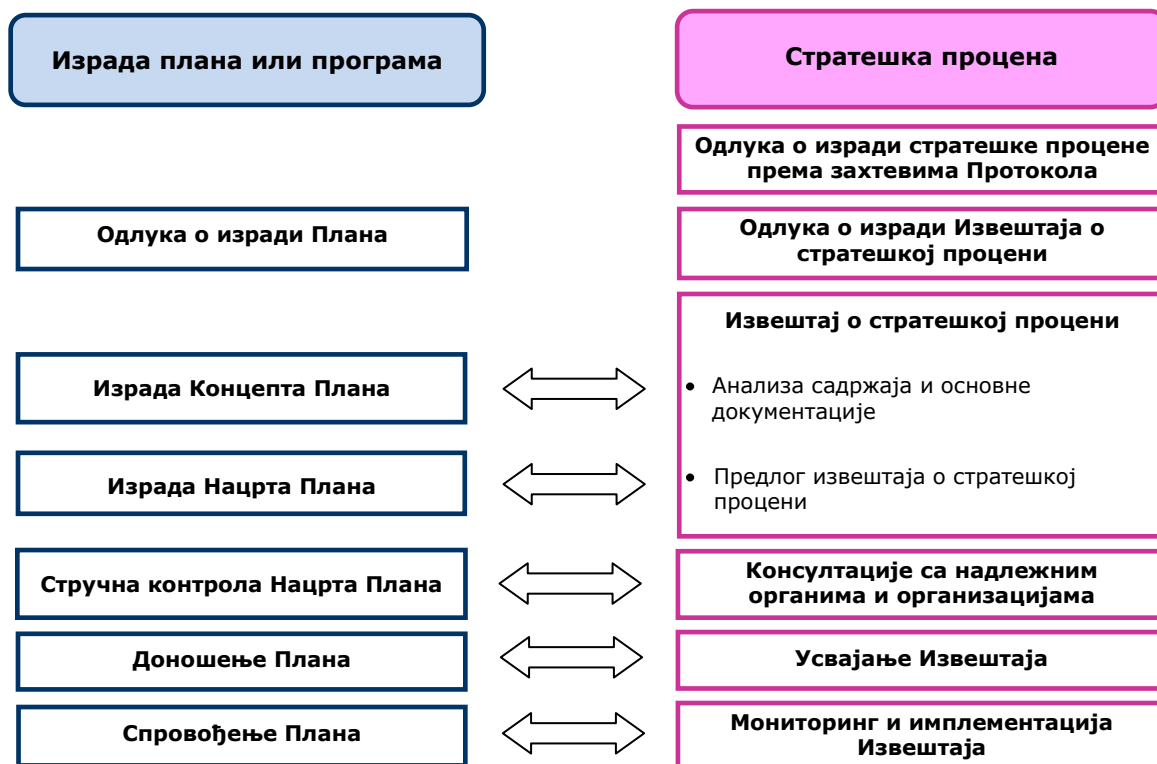 Израда плана или програма
Стратешка процена
Одлука о изради стратешке процене
према захтевима Протокола
Одлука о изради Плана
Одлука о изради Извештаја о
стратешкој процени
Извештај о стратешкој процени
Израда Концепта Плана
• Анализа садржаја и основне
документације
Израда Нацрта Плана
• Предлог извештаја о стратешкој
процени
Стручна контрола Нацрта Плана
Консултације са надлежним
органима и организацијама
Доношење Плана
Усвајање Извештаја
Спровођење Плана
Мониторинг и имплементација
Извештаја